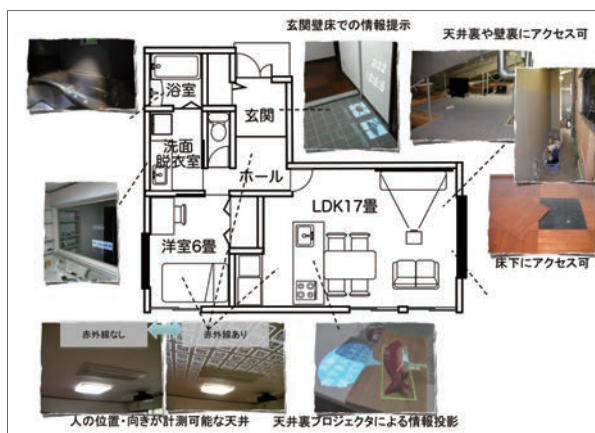 玄関壁床での情報提示
天井裏や壁裏にアクセス可
浴室
玄関
洗面
脱衣室
ホール
LDK17畳
洋室6畳
床下にアクセス可
赤外線なし
赤外線あり
人の位置・向きが計測可能な天井
天井裏プロジェクタによる情報投影